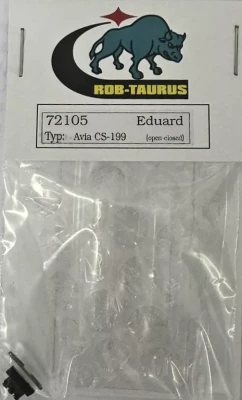 ROB-TAURUS
72105 Eduard
Typ: Avia CS-199 (open closed)